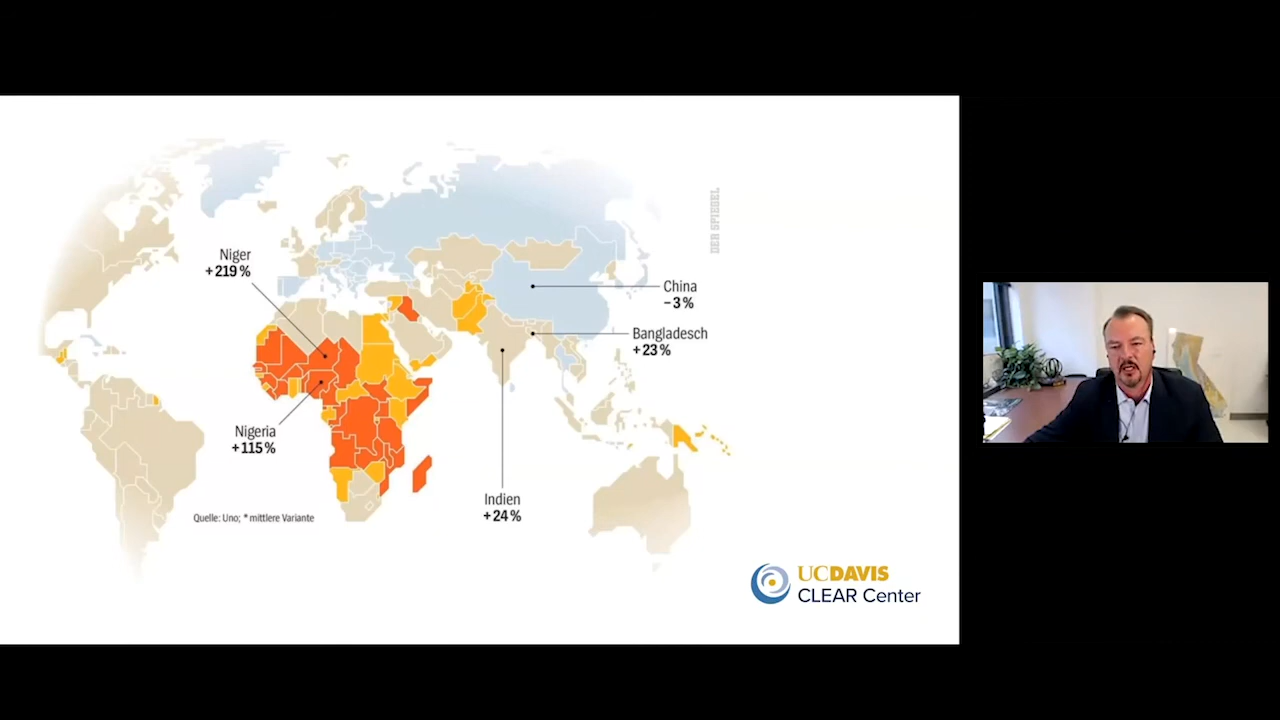 Niger
+219 %
DER SPIEGEL
China
–3 %
Bangladesch
+23 %
Nigeria
+115 %
Indien
+24 %
Quelle: Uno; * mittlere Variante
UCDAVIS
CLEAR Center